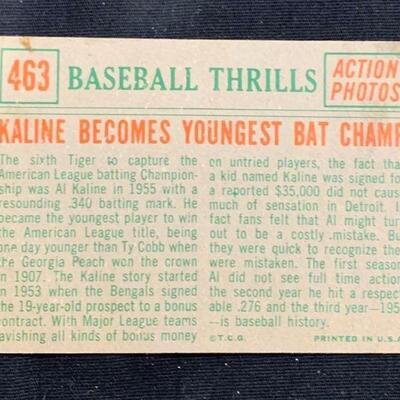 463
BASEBALL THRILLS
ACTION
PHOTOS
KALINE BECOMES YOUNGEST BAT CHAMP
The sixth Tiger to capture the
American League batting Champion-
ship was Al Kaline in 1955 with a
resounding .340 batting mark. He
became the youngest player to win
the American League title, being
one day younger than Ty Cobb when
the Georgia Peach won the crown
in 1907. The Kaline story started
in 1953 when the Bengals signed
the 19-year-old prospect to a bonus
contract. With Major League teams
lavishing all kinds of bonus money
on untried players, the fact that
a kid named Kaline was signed for
a reported $35,000 did not cause
much of sensation in Detroit. In
fact fans felt that Al might turn
out to be a costly mistake. But
they were quick to recognize the
were mistaken. The first season
Al did not see full time action
the second year he hit a respect-
able .276 and the third year—195
—is baseball history.
©T.C.G. PRINTED IN U.S.A